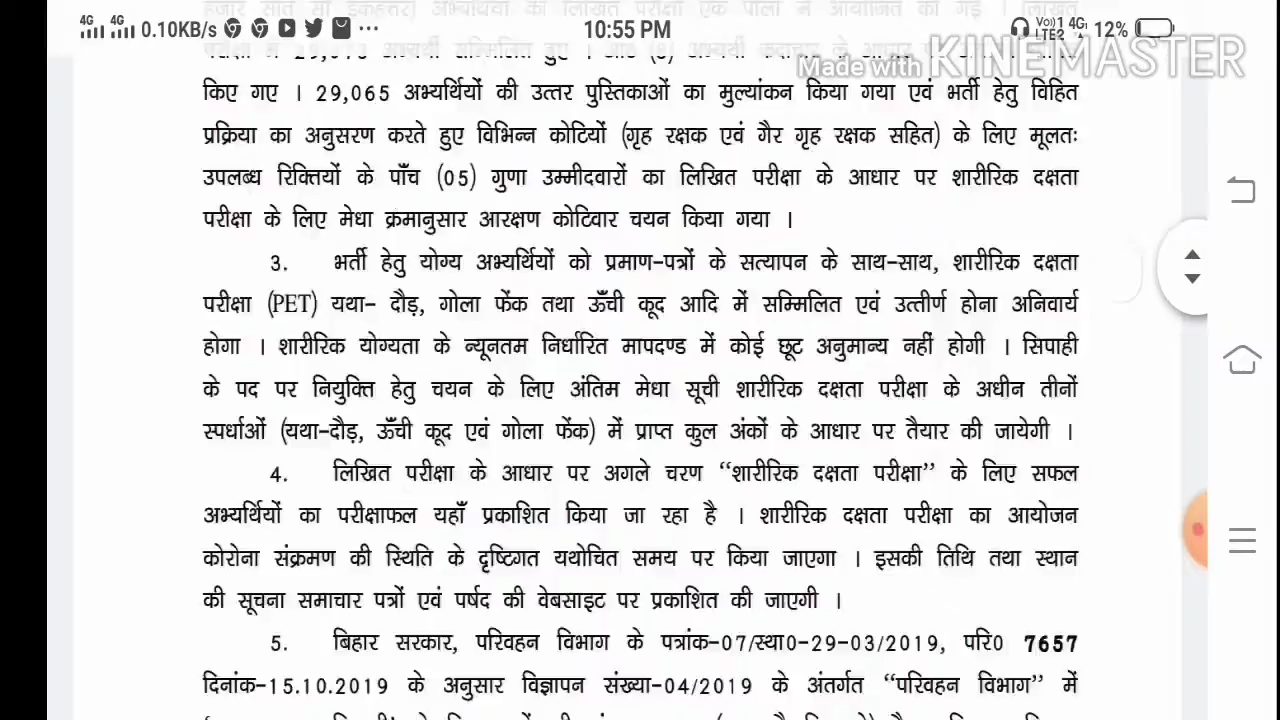 4G 4G 0.10KB/s 10:55 PM Vo)) 1 4G LTE2 12%
Made with KINEMASTER
किए गए । 29,065 अभ्यर्थियों की उत्तर पुस्तिकाओं का मुल्यांकन किया गया एवं भर्ती हेतु विहित
प्रक्रिया का अनुसरण करते हुए विभिन्न कोटियों (गृह रक्षक एवं गैर गृह रक्षक सहित) के लिए मूलतः
उपलब्ध रिक्तियों के पाँच (05) गुणा उम्मीदवारों का लिखित परीक्षा के आधार पर शारीरिक दक्षता
परीक्षा के लिए मेधा क्रमानुसार आरक्षण कोटिवार चयन किया गया ।
3. भर्ती हेतु योग्य अभ्यर्थियों को प्रमाण-पत्रों के सत्यापन के साथ-साथ, शारीरिक दक्षता
परीक्षा (PET) यथा- दौड़, गोला फेंक तथा ऊँची कूद आदि में सम्मिलित एवं उत्तीर्ण होना अनिवार्य
होगा । शारीरिक योग्यता के न्यूनतम निर्धारित मापदण्ड में कोई छूट अनुमान्य नहीं होगी । सिपाही
के पद पर नियुक्ति हेतु चयन के लिए अंतिम मेधा सूची शारीरिक दक्षता परीक्षा के अधीन तीनों
स्पर्धाओं (यथा-दौड़, ऊँची कूद एवं गोला फेंक) में प्राप्त कुल अंकों के आधार पर तैयार की जायेगी ।
4. लिखित परीक्षा के आधार पर अगले चरण “शारीरिक दक्षता परीक्षा” के लिए सफल
अभ्यर्थियों का परीक्षाफल यहाँ प्रकाशित किया जा रहा है । शारीरिक दक्षता परीक्षा का आयोजन
कोरोना संक्रमण की स्थिति के दृष्टिगत यथोचित समय पर किया जाएगा । इसकी तिथि तथा स्थान
की सूचना समाचार पत्रों एवं पर्षद की वेबसाइट पर प्रकाशित की जाएगी ।
5. बिहार सरकार, परिवहन विभाग के पत्रांक-07/स्था0-29-03/2019, परि0 7657
दिनांक-15.10.2019 के अनुसार विज्ञापन संख्या-04/2019 के अंतर्गत “परिवहन विभाग” में